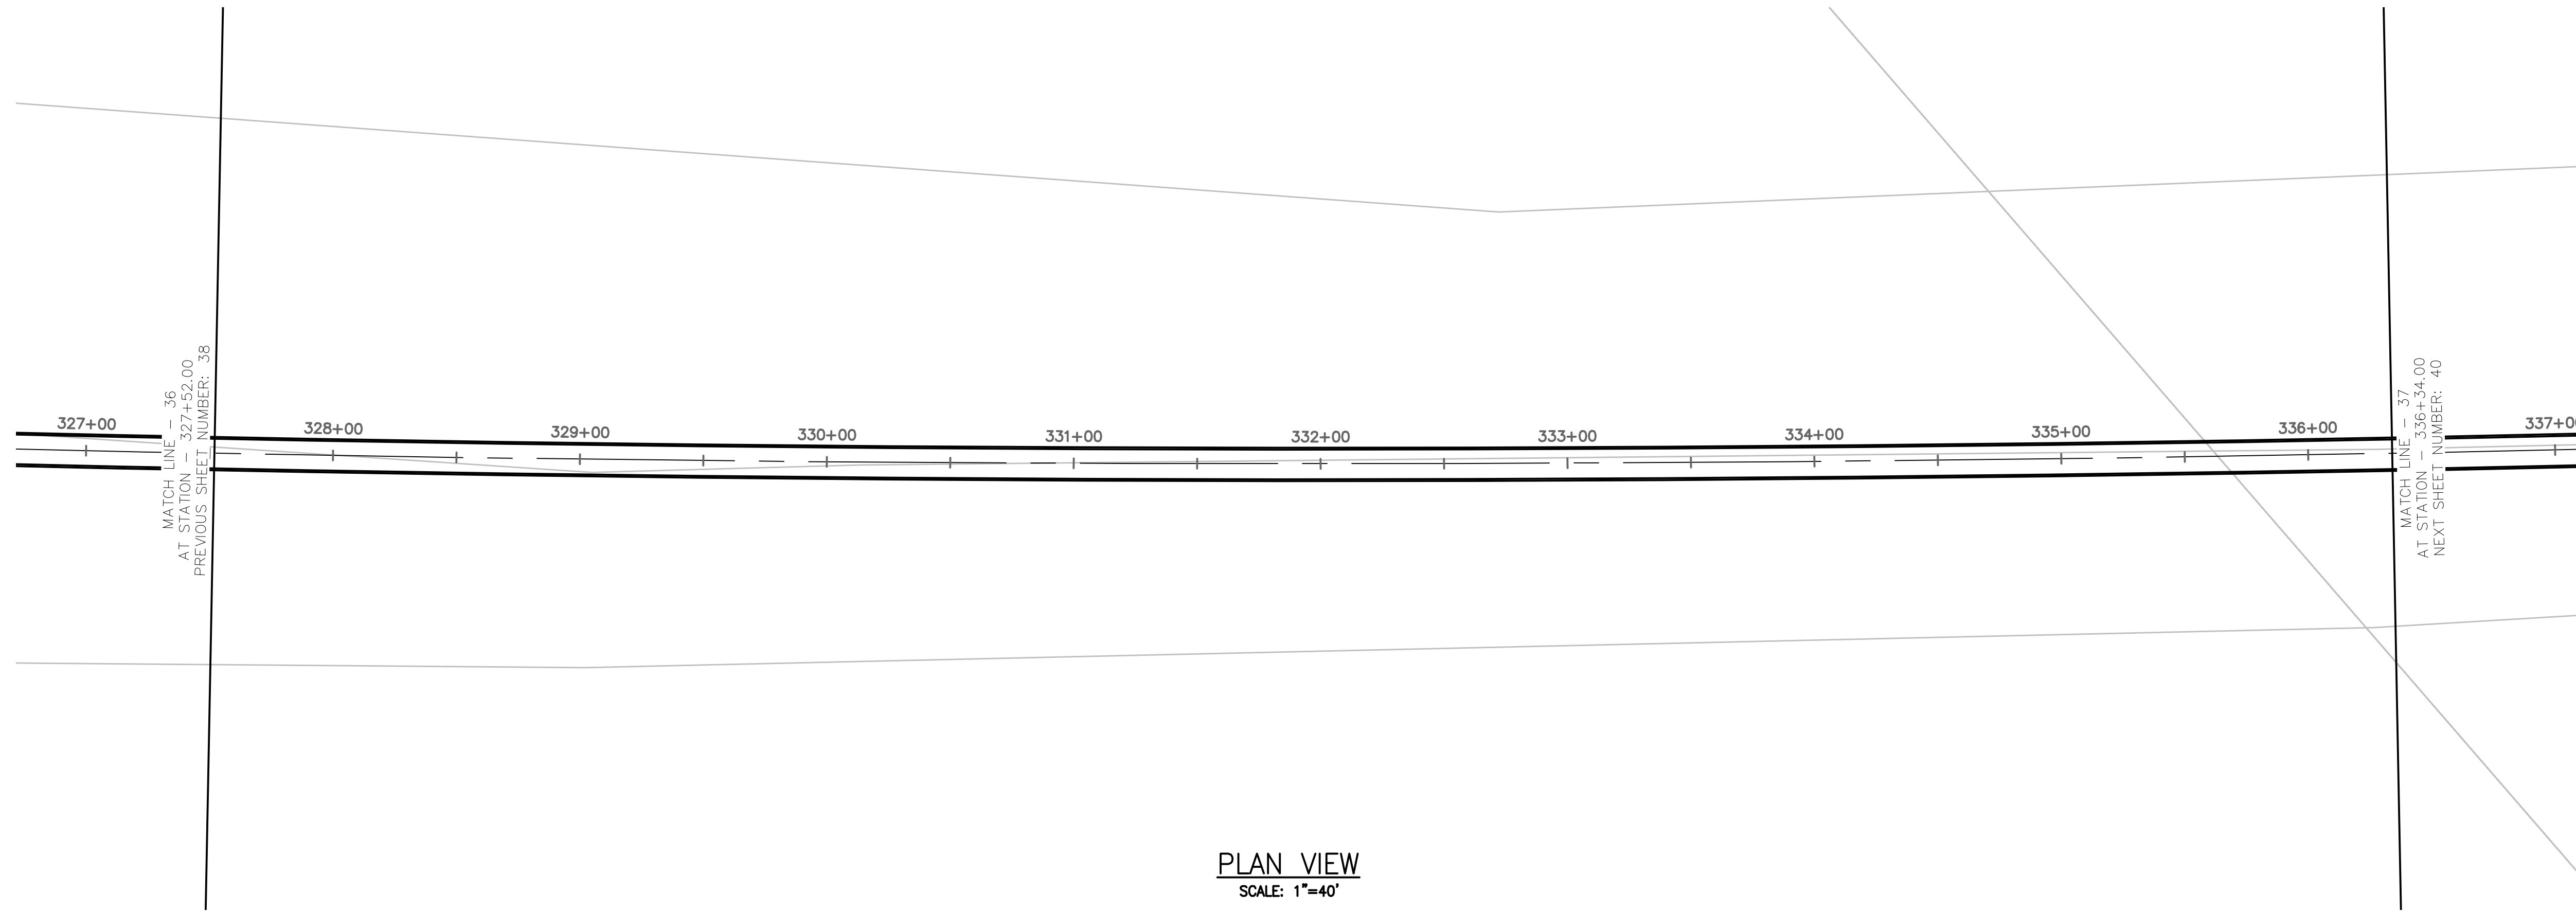 MATCH LINE - 36
AT STATION - 327+52.00
PREVIOUS SHEET NUMBER: 38
327+00
328+00
329+00
330+00
331+00
332+00
333+00
334+00
335+00
336+00
337+0
MATCH LINE - 37
AT STATION - 336+34.00
NEXT SHEET NUMBER: 40
PLAN VIEW
SCALE: 1"=40'